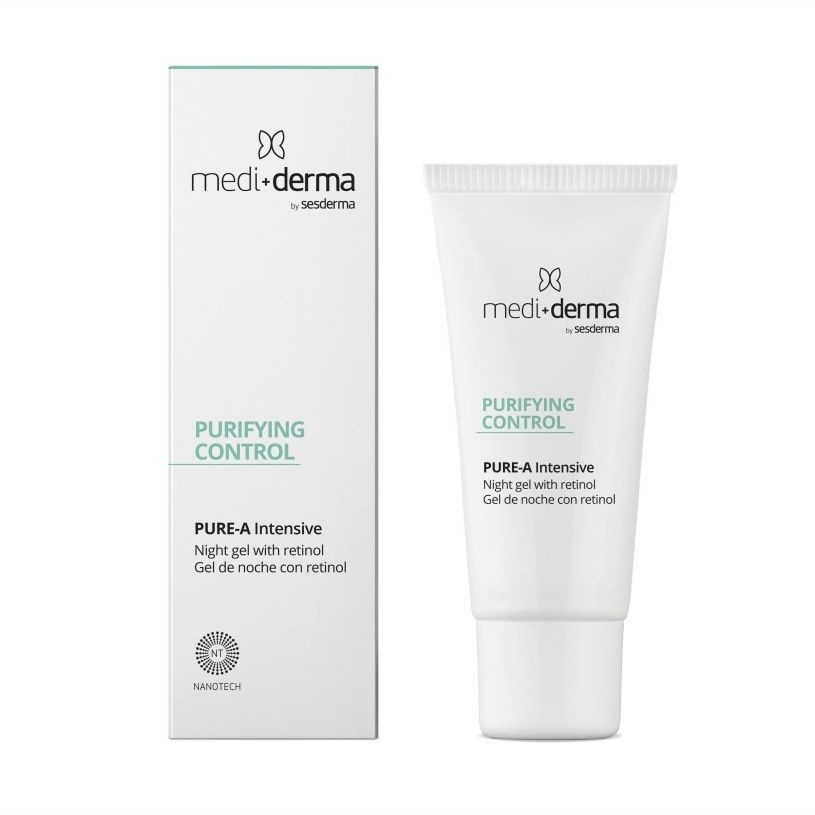 medi+derma
by sesderma
PURIFYING
CONTROL
PURE-A Intensive
Night gel with retinol
Gel de noche con retinol
NT
NANOTECH
medi+derma
by sesderma
PURIFYING
CONTROL
PURE-A Intensive
Night gel with retinol
Gel de noche con retinol